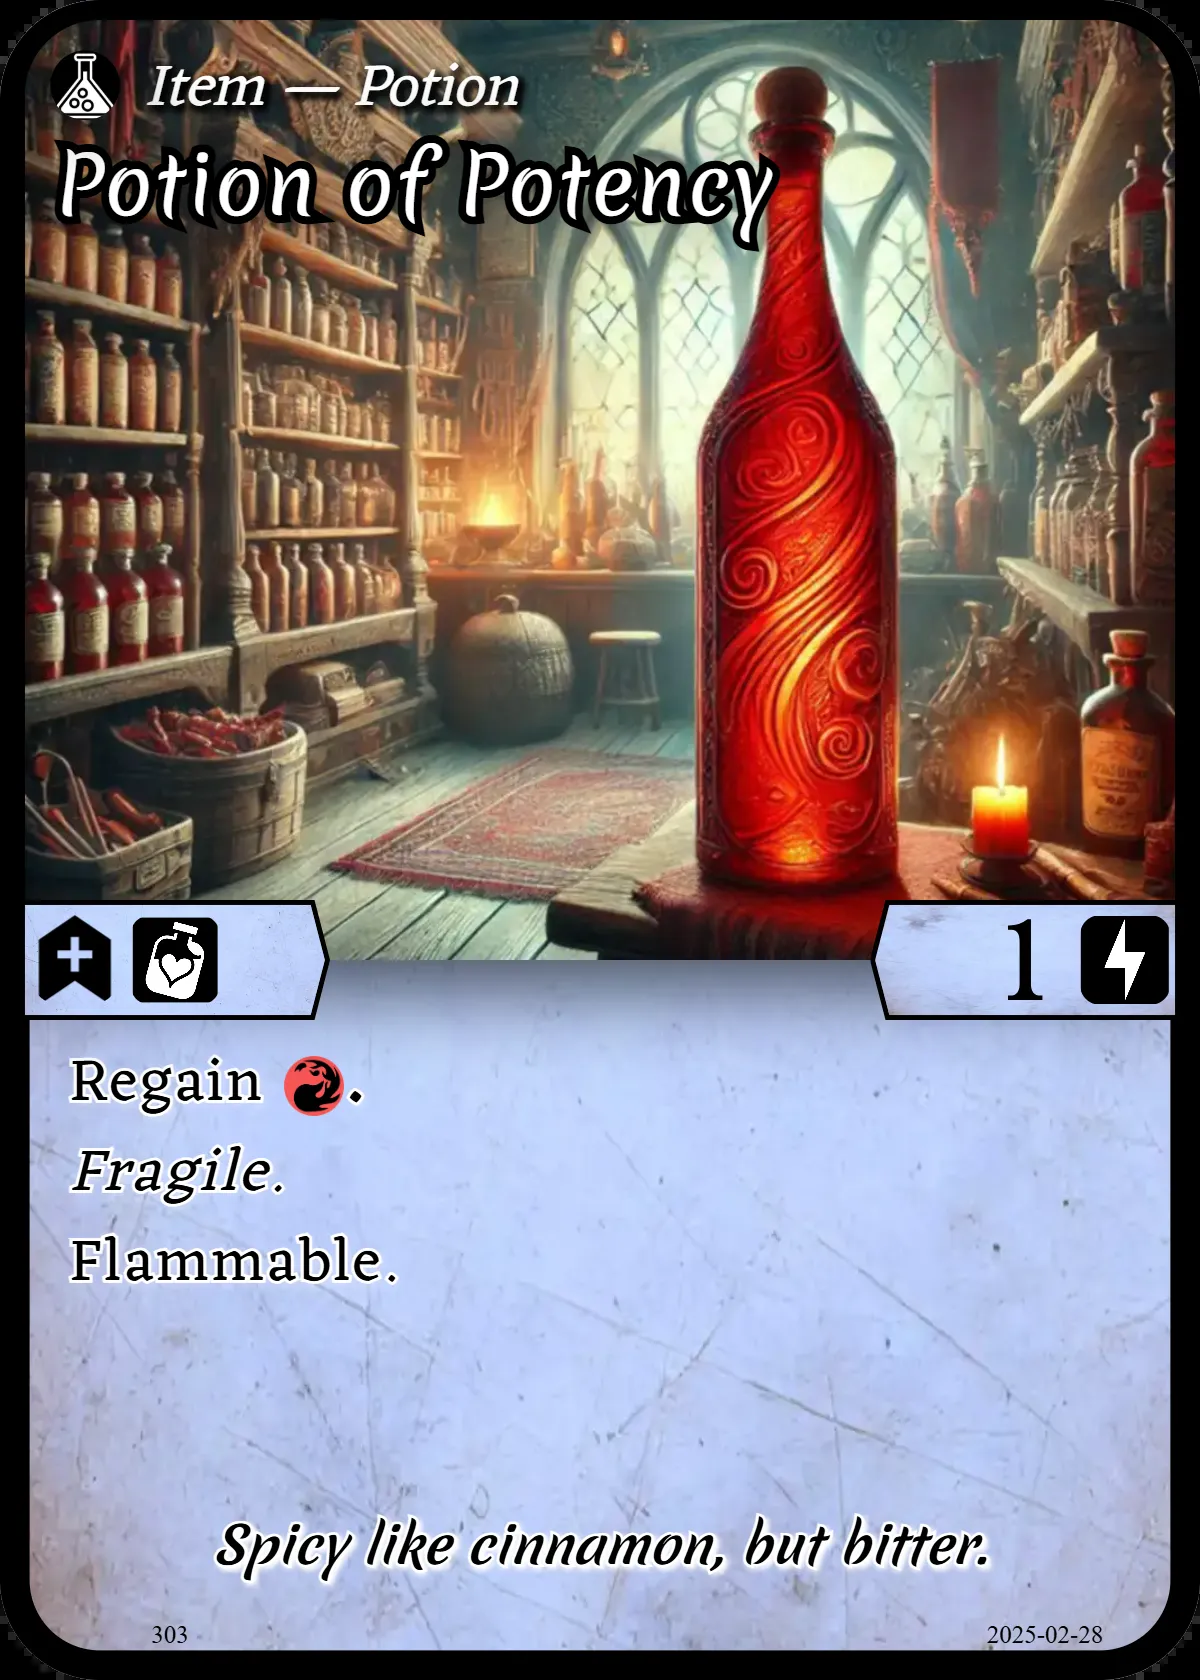 Item — Potion
Potion of Potency
1
Regain .
Fragile.
Flammable.
Spicy like cinnamon, but bitter.
303
2025-02-28